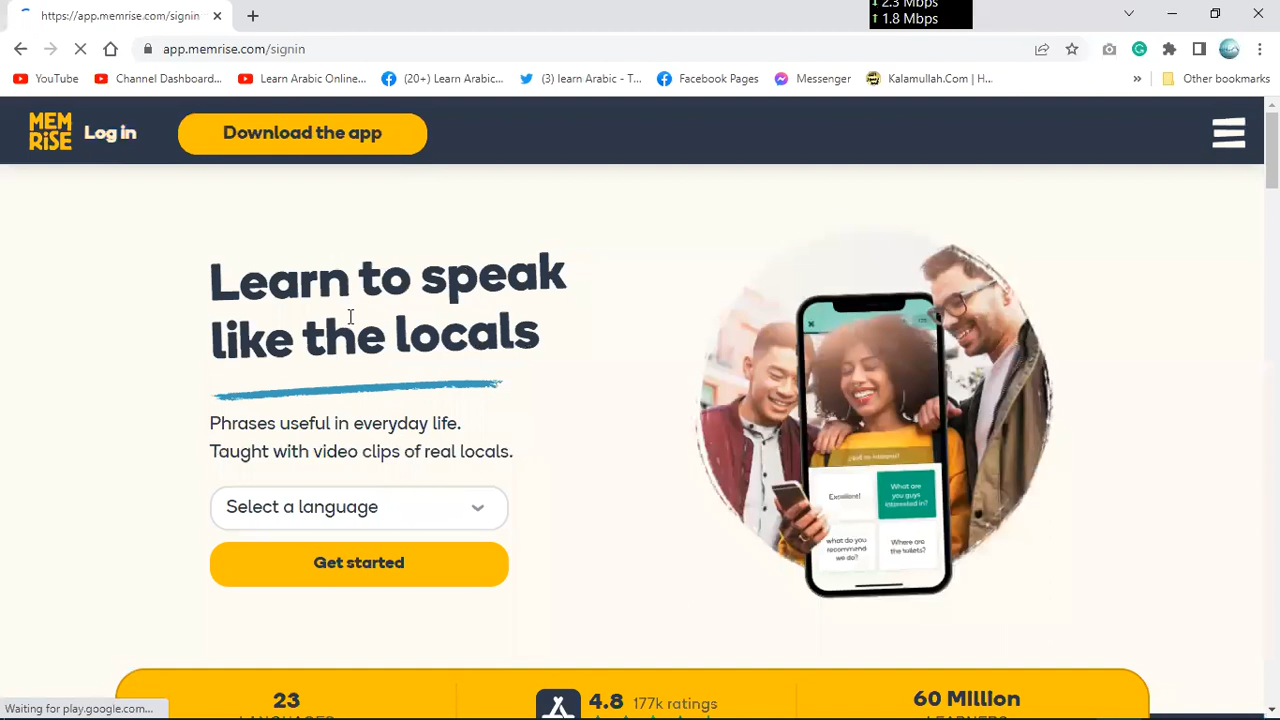 https://app.memrise.com/signin
2.3 Mbps
1.8 Mbps
app.memrise.com/signin
YouTube
Channel Dashboard...
Learn Arabic Online...
(20+) Learn Arabic...
(3) learn Arabic - T...
Facebook Pages
Messenger
Kalamullah.Com | H...
Other bookmarks
MEM
RiSE
Log in
Download the app
Learn to speak
like the locals
Phrases useful in everyday life.
Taught with video clips of real locals.
Select a language
Get started
Excellent!
What are
you guys
interested in?
what do you
recommend
we do?
Where are
the toilets?
23
LANGUAGES
4.8 177k ratings
60 Million
LEARNERS
Waiting for play.google.com...